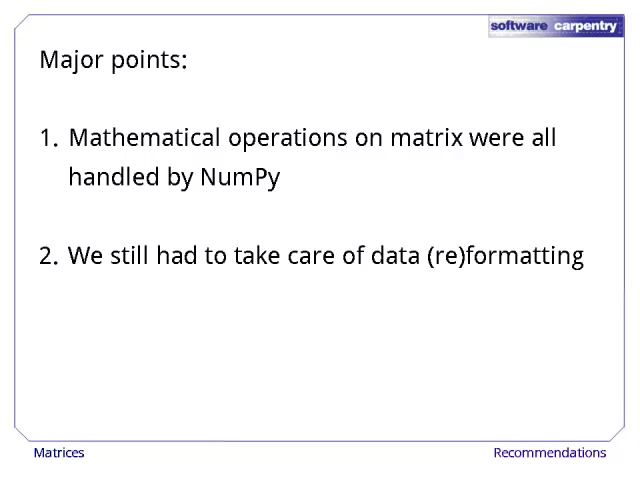 software carpentry
Major points:
1. Mathematical operations on matrix were all
handled by NumPy
2. We still had to take care of data (re)formatting
Matrices
Recommendations